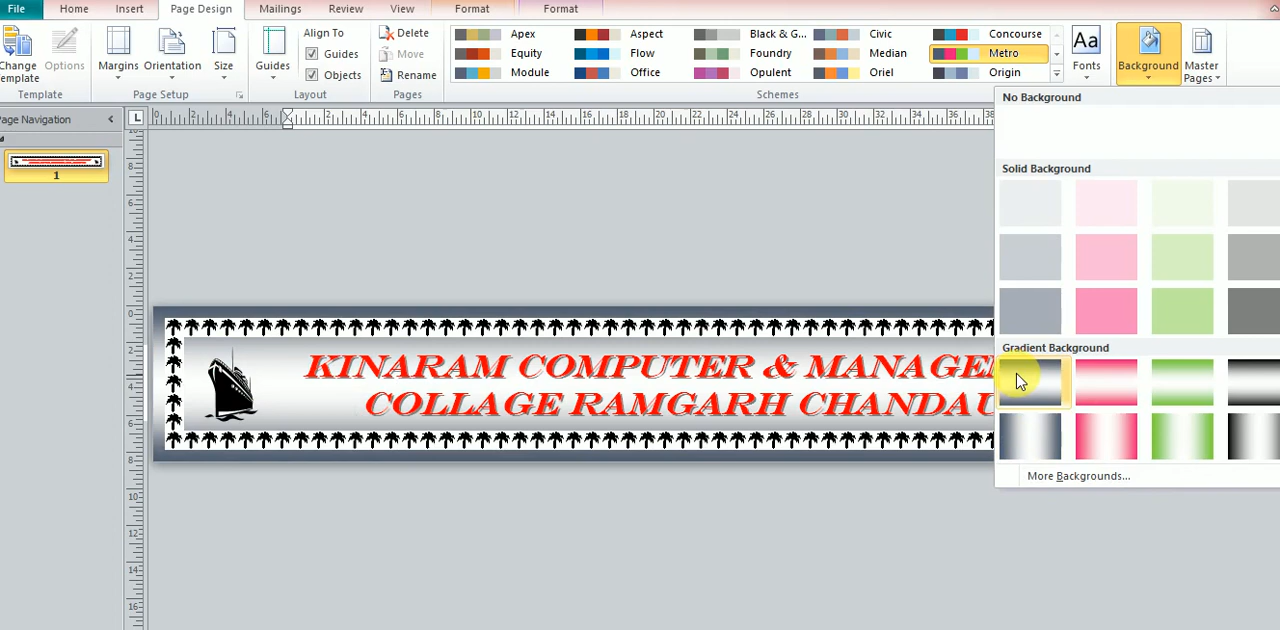 File Home Insert Page Design Mailings Review View Format Format
Change Template
Options
Margins
Orientation
Size
Align To
Guides
Objects
Guides
Delete
Move
Rename
Apex Aspect Black & G... Civic Concourse
Equity Flow Foundry Median Metro
Module Office Opulent Oriel Origin
Fonts
Background
Master Pages
Template Page Setup Layout Pages Schemes
Page Navigation
1
No Background
Solid Background
Gradient Background
More Backgrounds...
KINARAM COMPUTER & MANAGEM
COLLAGE RAMGARH CHANDAU